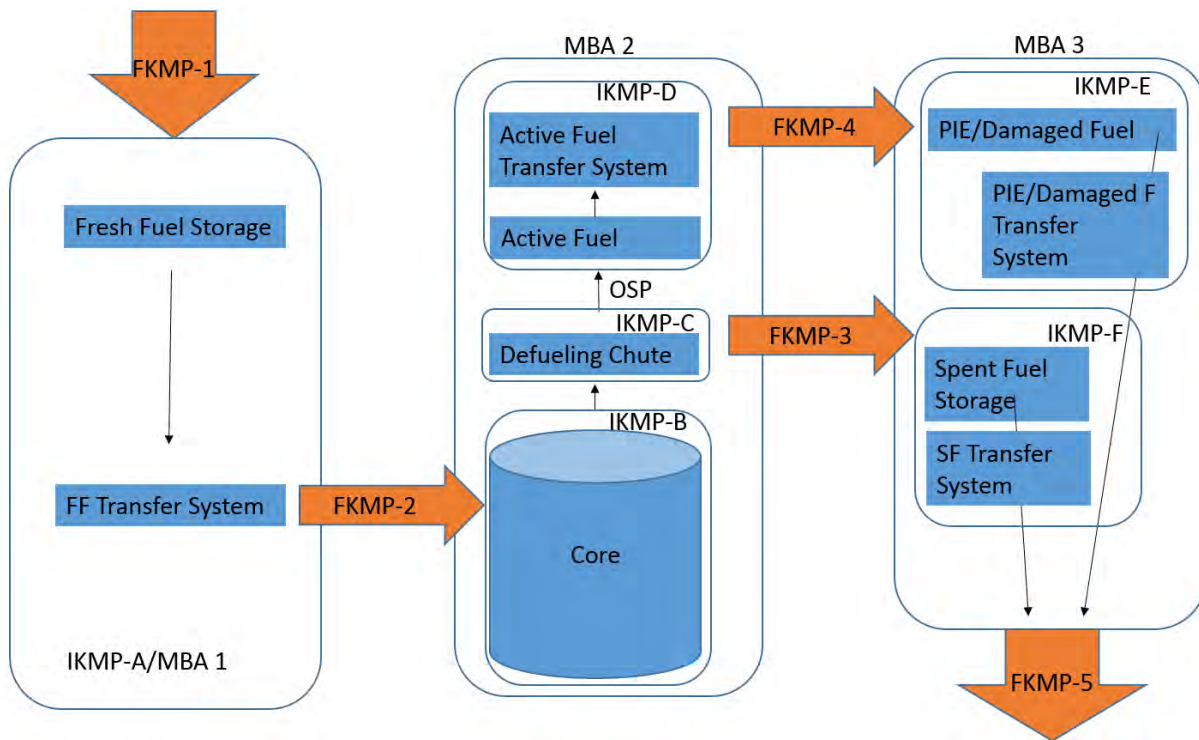 FKMP-1
Fresh Fuel Storage
FF Transfer System
IKMP-A/MBA 1
FKMP-2
MBA 2
IKMP-D
Active Fuel
Transfer System
Active Fuel
OSP
IKMP-C
Defueling Chute
IKMP-B
Core
FKMP-4
FKMP-3
MBA 3
IKMP-E
PIE/Damaged Fuel
PIE/Damaged F
Transfer
System
IKMP-F
Spent Fuel
Storage
SF Transfer
System
FKMP-5